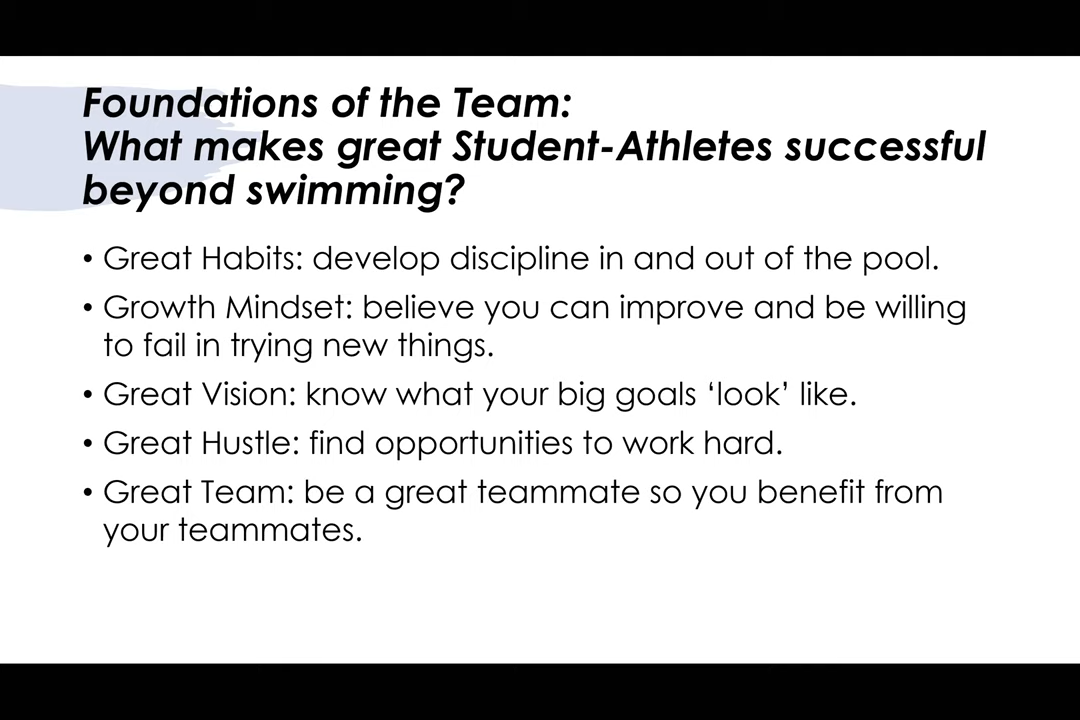 Foundations of the Team:
What makes great Student-Athletes successful
beyond swimming?
• Great Habits: develop discipline in and out of the pool.
• Growth Mindset: believe you can improve and be willing
to fail in trying new things.
• Great Vision: know what your big goals ‘look’ like.
• Great Hustle: find opportunities to work hard.
• Great Team: be a great teammate so you benefit from
your teammates.